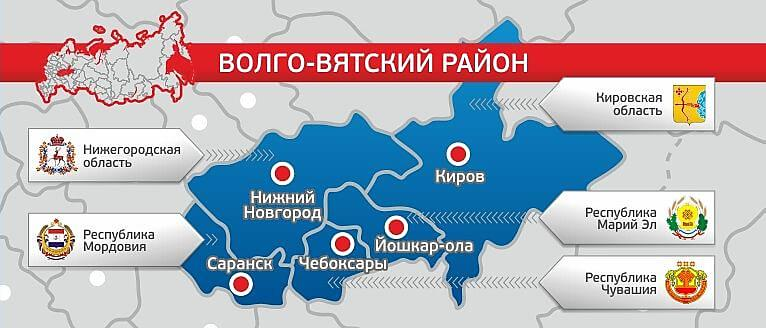 ВОЛГО-ВЯТСКИЙ РАЙОН
Кировская
область
Нижегородская
область
Киров
Нижний
Новгород
Республика
Марий Эл
Республика
Мордовия
Йошкар-ола
Саранск
Чебоксары
Республика
Чувашия